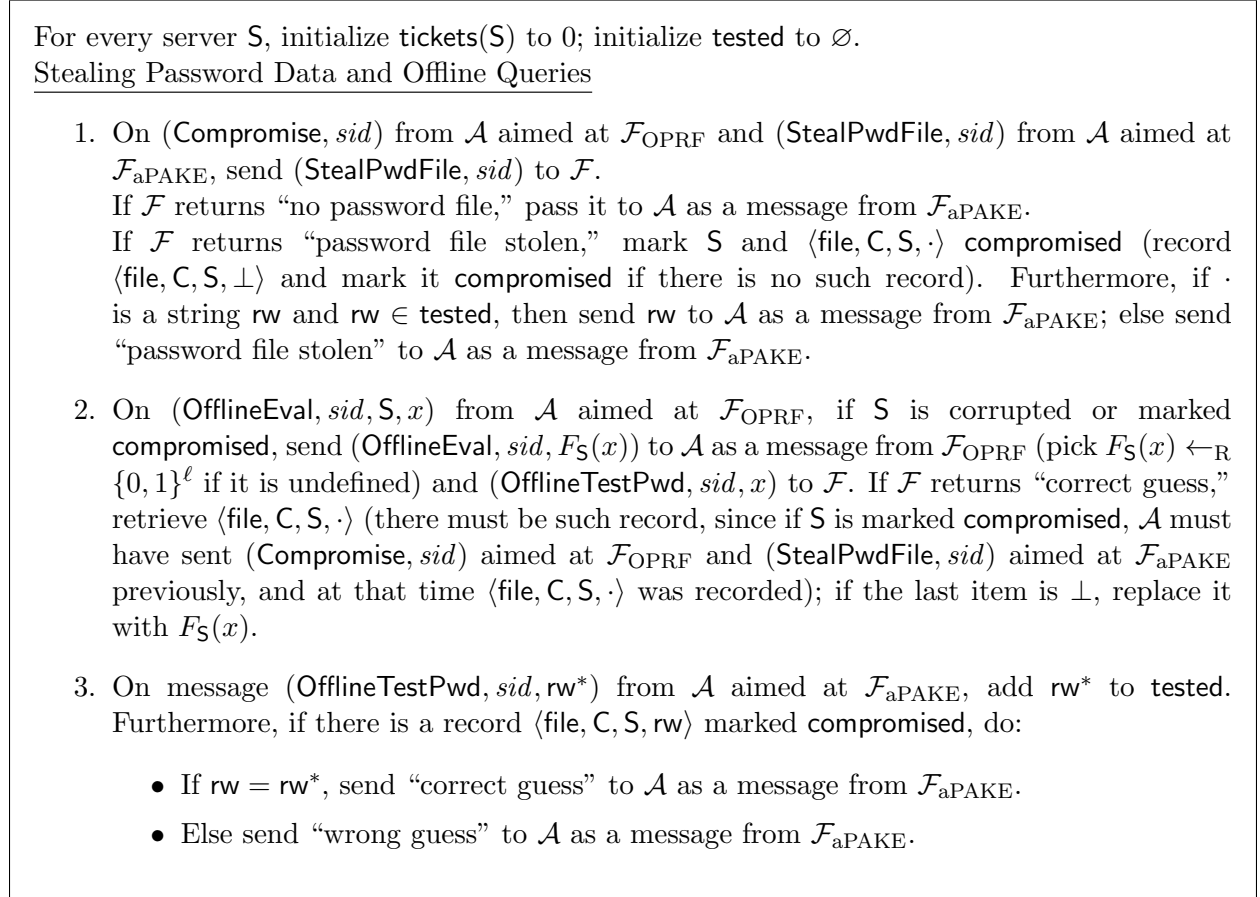 For every server S, initialize tickets(S) to 0; initialize tested to ∅.
Stealing Password Data and Offline Queries
1. On (Compromise, sid) from 𝒜 aimed at ℱ_OPRF and (StealPwdFile, sid) from 𝒜 aimed at
ℱ_aPAKE, send (StealPwdFile, sid) to ℱ.
If ℱ returns “no password file,” pass it to 𝒜 as a message from ℱ_aPAKE.
If ℱ returns “password file stolen,” mark S and ⟨file, C, S, ·⟩ compromised (record
⟨file, C, S, ⊥⟩ and mark it compromised if there is no such record). Furthermore, if ·
is a string rw and rw ∈ tested, then send rw to 𝒜 as a message from ℱ_aPAKE; else send
“password file stolen” to 𝒜 as a message from ℱ_aPAKE.
2. On (OfflineEval, sid, S, x) from 𝒜 aimed at ℱ_OPRF, if S is corrupted or marked
compromised, send (OfflineEval, sid, F_S(x)) to 𝒜 as a message from ℱ_OPRF (pick F_S(x) ←_R
{0, 1}^ℓ if it is undefined) and (OfflineTestPwd, sid, x) to ℱ. If ℱ returns “correct guess,”
retrieve ⟨file, C, S, ·⟩ (there must be such record, since if S is marked compromised, 𝒜 must
have sent (Compromise, sid) aimed at ℱ_OPRF and (StealPwdFile, sid) aimed at ℱ_aPAKE
previously, and at that time ⟨file, C, S, ·⟩ was recorded); if the last item is ⊥, replace it
with F_S(x).
3. On message (OfflineTestPwd, sid, rw*) from 𝒜 aimed at ℱ_aPAKE, add rw* to tested.
Furthermore, if there is a record ⟨file, C, S, rw⟩ marked compromised, do:
• If rw = rw*, send “correct guess” to 𝒜 as a message from ℱ_aPAKE.
• Else send “wrong guess” to 𝒜 as a message from ℱ_aPAKE.